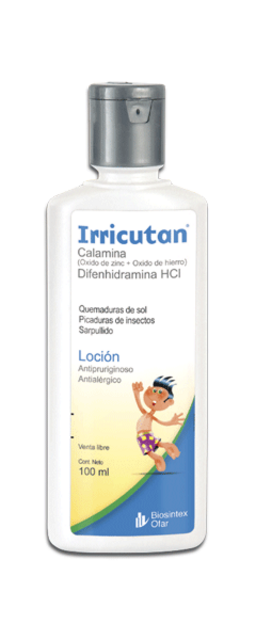 Irricutan®
Calamina
(Oxido de zinc + Oxido de hierro)
Difenhidramina HCl
Quemaduras de sol
Picaduras de insectos
Sarpullido
Loción
Antipruriginoso
Antialérgico
Venta libre
Cont. Neto
100 ml
Biosintex
Ofar